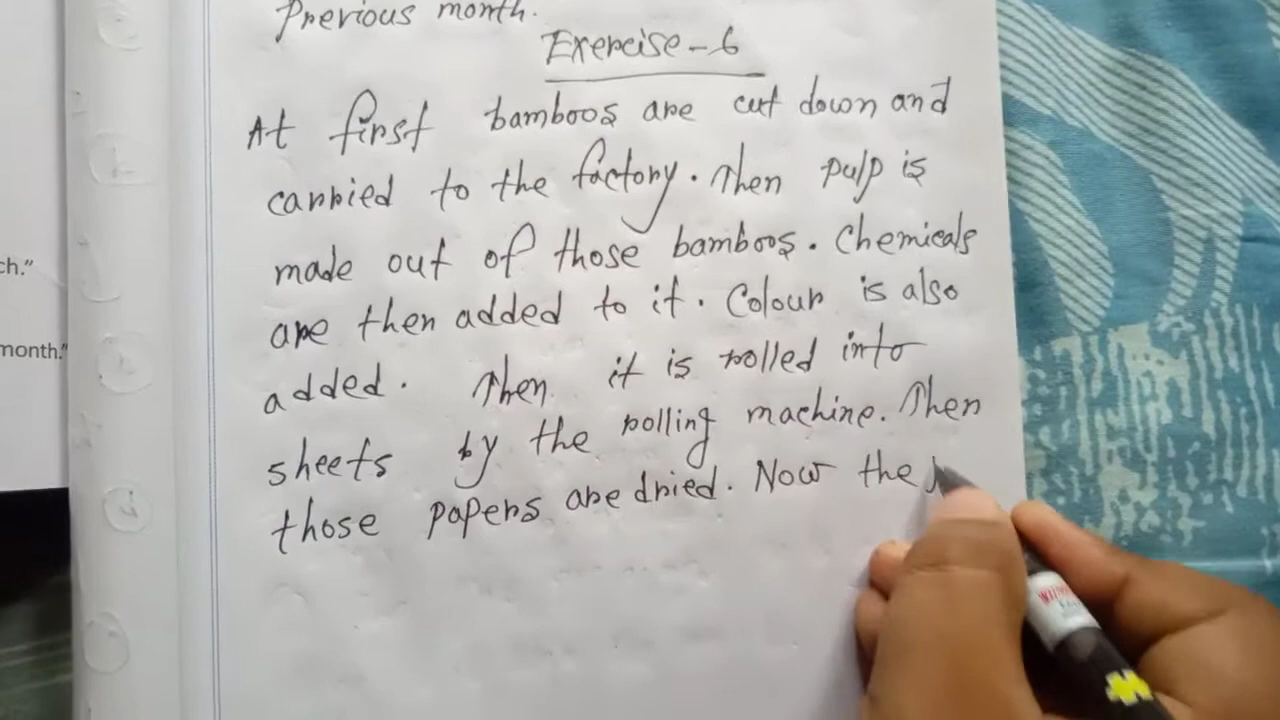 ch."
month."
Previous month.
Exercise-6
At first bamboos are cut down and
carried to the factory. Then pulp is
made out of those bamboos. Chemicals
are then added to it. Colour is also
added. Then it is rolled into
sheets by the rolling machine. Then
those papers are dried. Now the